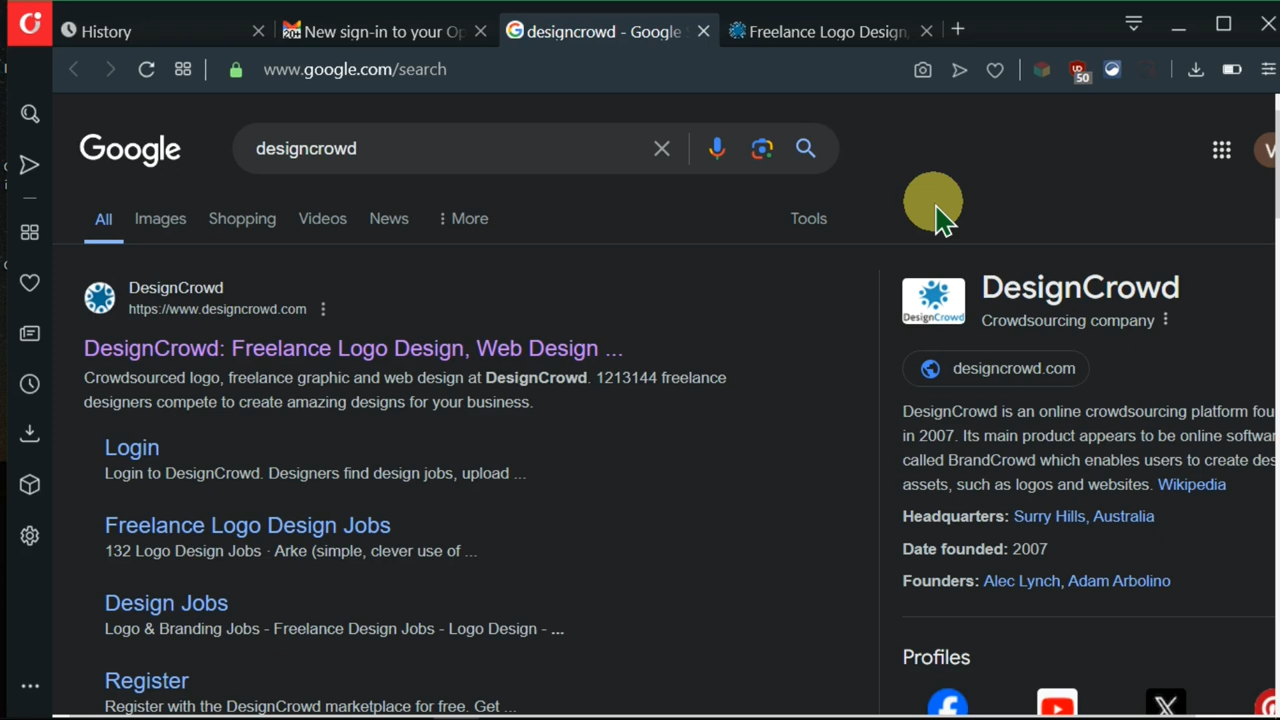 History
20+
New sign-in to your Op
designcrowd - Google S
Freelance Logo Design,
www.google.com/search
50
Google
designcrowd
V
All
Images
Shopping
Videos
News
More
Tools
DesignCrowd
https://www.designcrowd.com
DesignCrowd: Freelance Logo Design, Web Design ...
Crowdsourced logo, freelance graphic and web design at DesignCrowd. 1213144 freelance
designers compete to create amazing designs for your business.
Login
Login to DesignCrowd. Designers find design jobs, upload ...
Freelance Logo Design Jobs
132 Logo Design Jobs · Arke (simple, clever use of ...
Design Jobs
Logo & Branding Jobs - Freelance Design Jobs - Logo Design - ...
Register
Register with the DesignCrowd marketplace for free. Get ...
DesignCrowd
DesignCrowd
Crowdsourcing company
designcrowd.com
DesignCrowd is an online crowdsourcing platform fou
in 2007. Its main product appears to be online softwar
called BrandCrowd which enables users to create des
assets, such as logos and websites. Wikipedia
Headquarters: Surry Hills, Australia
Date founded: 2007
Founders: Alec Lynch, Adam Arbolino
Profiles